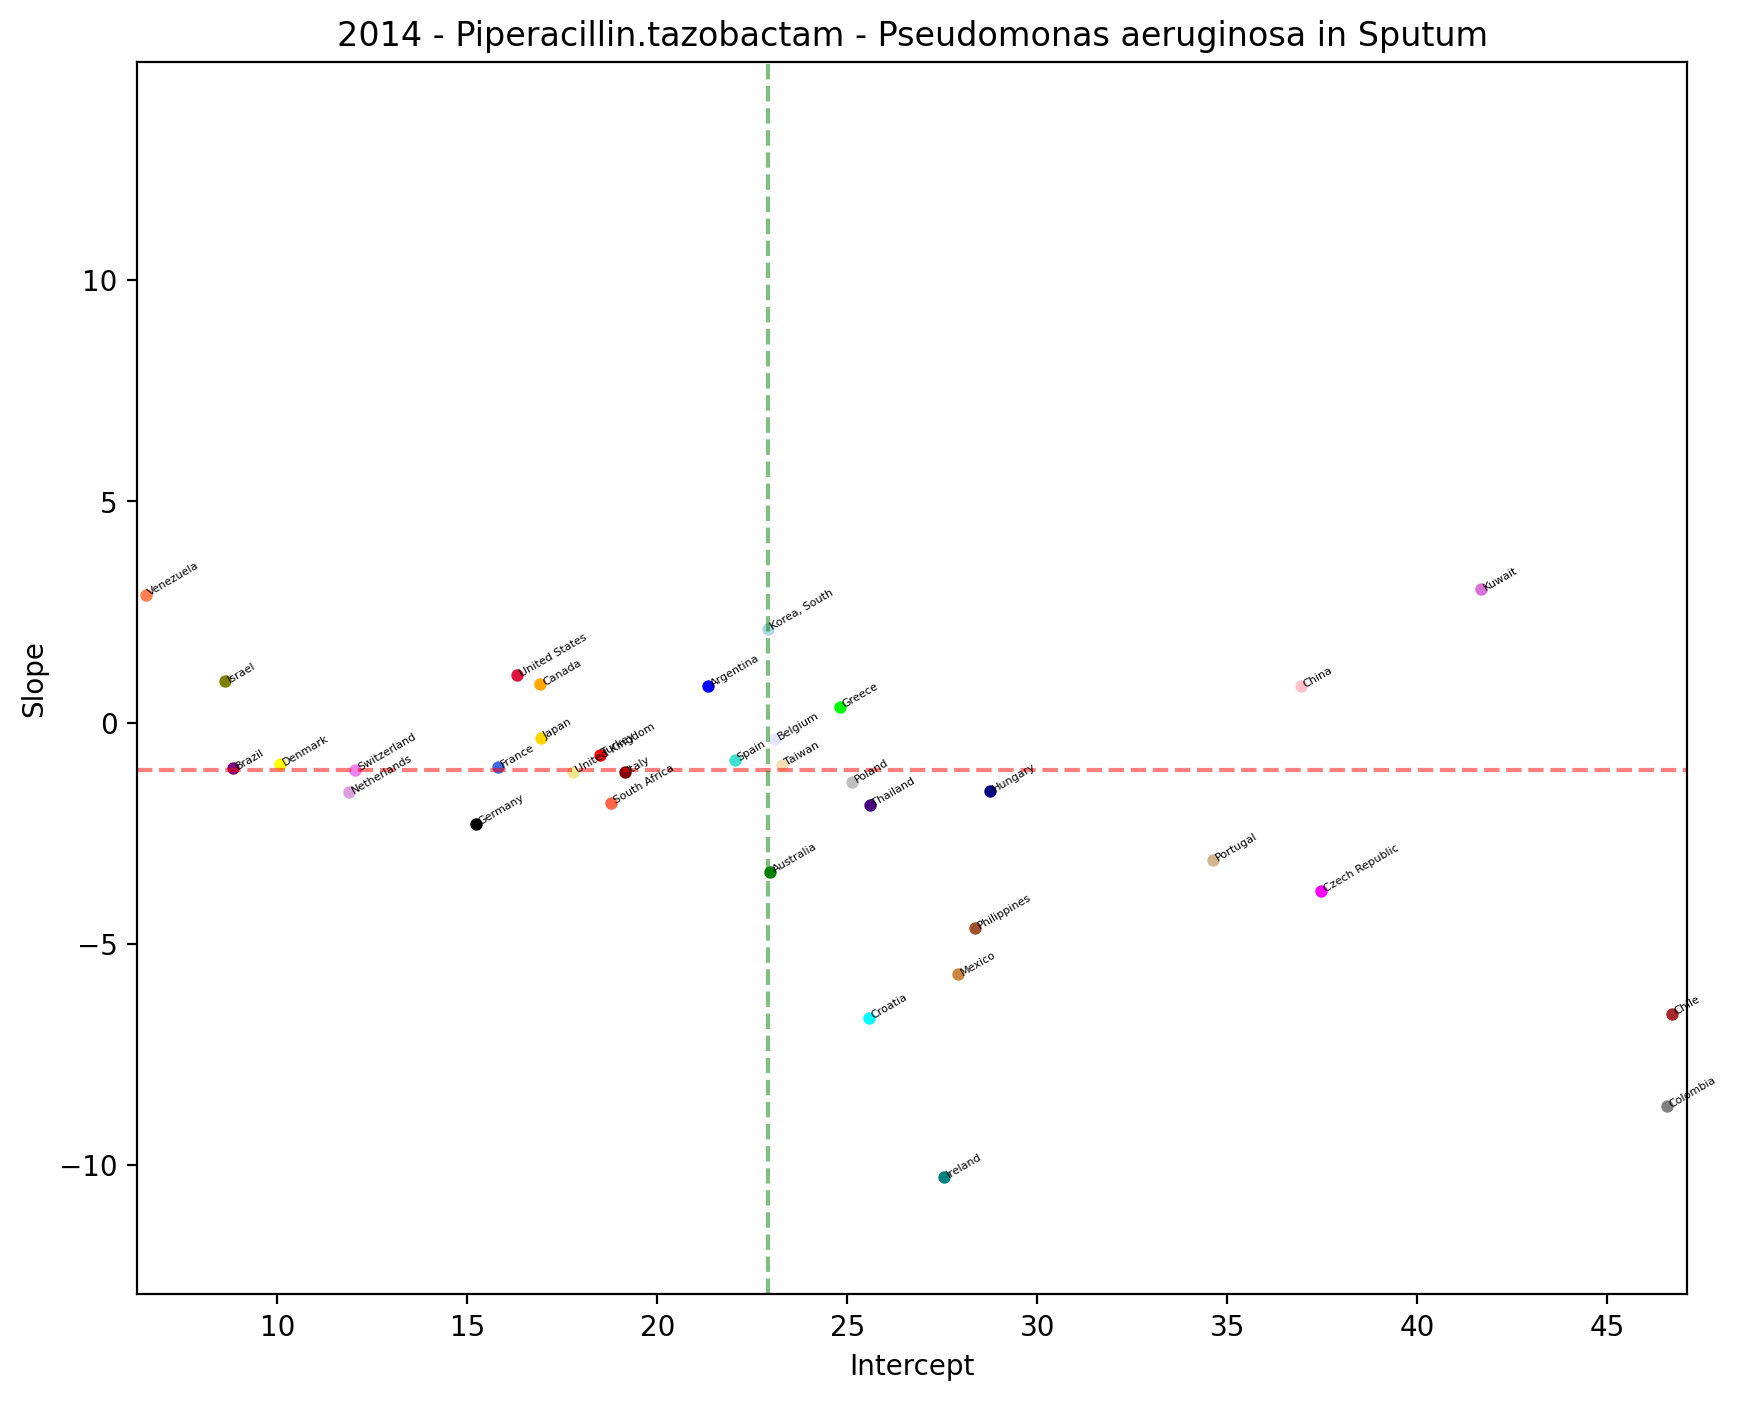 2014 - Piperacillin.tazobactam - Pseudomonas aeruginosa in Sputum
Slope
10
5
0
−5
−10
Venezuela
Kuwait
Korea, South
United States
Israel
Canada
Argentina
China
Greece
Japan
Belgium
Turkey
United Kingdom
Spain
Taiwan
Brazil
Denmark
Switzerland
France
Italy
Netherlands
Poland
Hungary
South Africa
Thailand
Germany
Australia
Portugal
Czech Republic
Philippines
Mexico
Croatia
Chile
Colombia
Ireland
10 15 20 25 30 35 40 45
Intercept